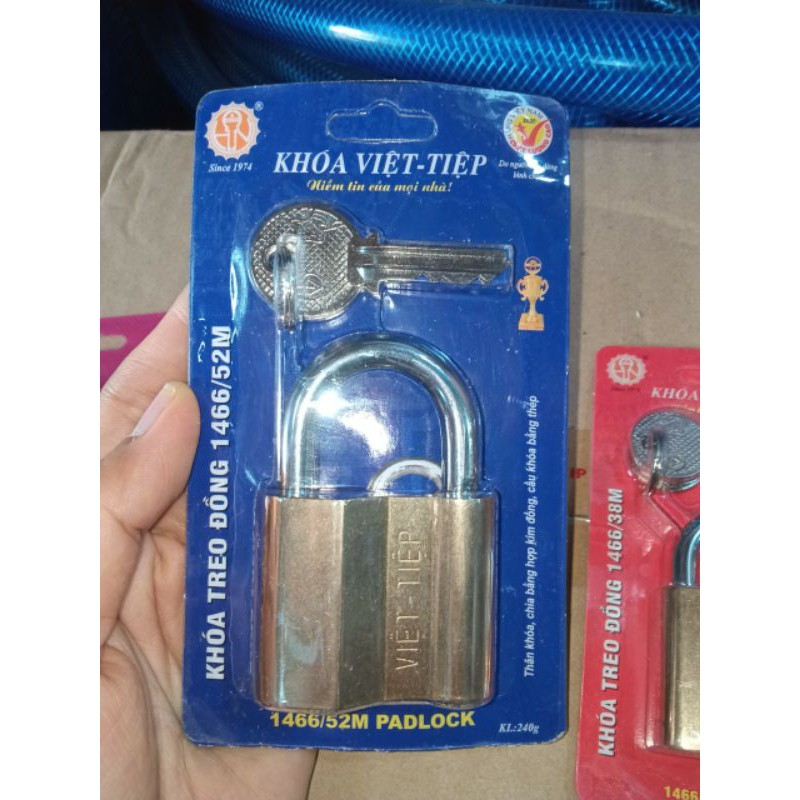 ®
Since 1974
KHÓA VIỆT-TIỆP
Niềm tin của mọi nhà!
KHÓA TREO ĐỒNG 1466/52M
Thân khóa, chìa bằng hợp kim đồng, cầu khóa bằng thép
VIỆT-TIỆP
1466/52M PADLOCK
KL:240g
KHÓA
KHÓA TREO ĐỒNG 1466/38M
1466